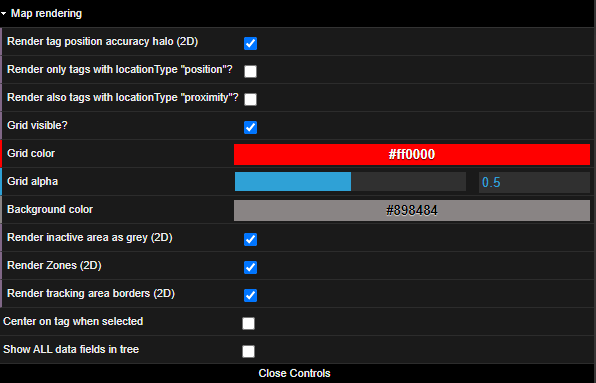 Map rendering
Render tag position accuracy halo (2D)
Render only tags with locationType "position"?
Render also tags with locationType "proximity"?
Grid visible?
Grid color #ff0000
Grid alpha 0.5
Background color #898484
Render inactive area as grey (2D)
Render Zones (2D)
Render tracking area borders (2D)
Center on tag when selected
Show ALL data fields in tree
Close Controls